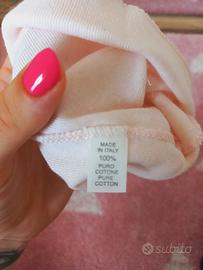 MADE
IN ITALY
100%
PURO
COTONE
PURE
COTTON
subito